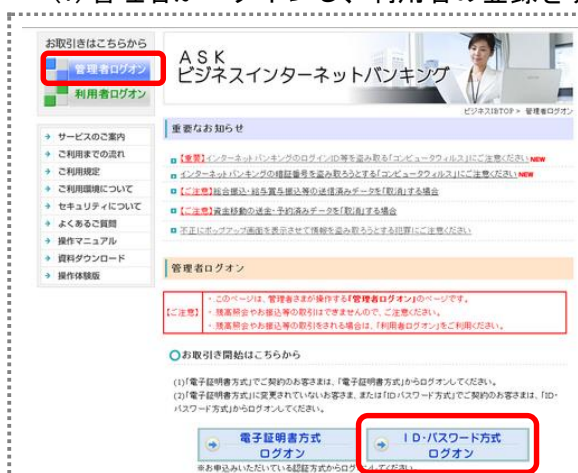 お取引きはこちらから
管理者ログオン
利用者ログオン
ASK
ビジネスインターネットバンキング
ビジネスIBTOP > 管理者ログオン
サービスのご案内
ご利用までの流れ
ご利用規定
ご利用環境について
セキュリティについて
よくあるご質問
操作マニュアル
資料ダウンロード
操作体験版
重要なお知らせ
【重要】インターネットバンキングのログインID等を盗み取る「コンピュータウィルス」にご注意ください NEW
インターネットバンキングの暗証番号を盗み取ろうとする「コンピュータウィルス」にご注意ください NEW
【ご注意】総合振込・給与賞与振込等の送信済みデータを「取消」する場合
【ご注意】資金移動の送金・予約済みデータを「取消」する場合
不正にポップアップ画面を表示させて情報を盗み取ろうとする犯罪にご注意ください
管理者ログオン
【ご注意】
・このページは、管理者さまが操作する「管理者ログオン」のページです。
・残高照会やお振込等の取引はできませんので、ご注意ください。
・残高照会やお振込等の取引をされる場合は、「利用者ログオン」をご利用ください。
お取引き開始はこちらから
(1)「電子証明書方式」でご契約のお客さまは、「電子証明書方式」からログオンしてください。
(2)「電子証明書方式」に変更されていないお客さま、または「IDパスワード方式」でご契約のお客さまは、「ID・
パスワード方式」からログオンしてください。
電子証明書方式
ログオン
ID・パスワード方式
ログオン
※お申込みいただいている認証方式からログオンしてください。